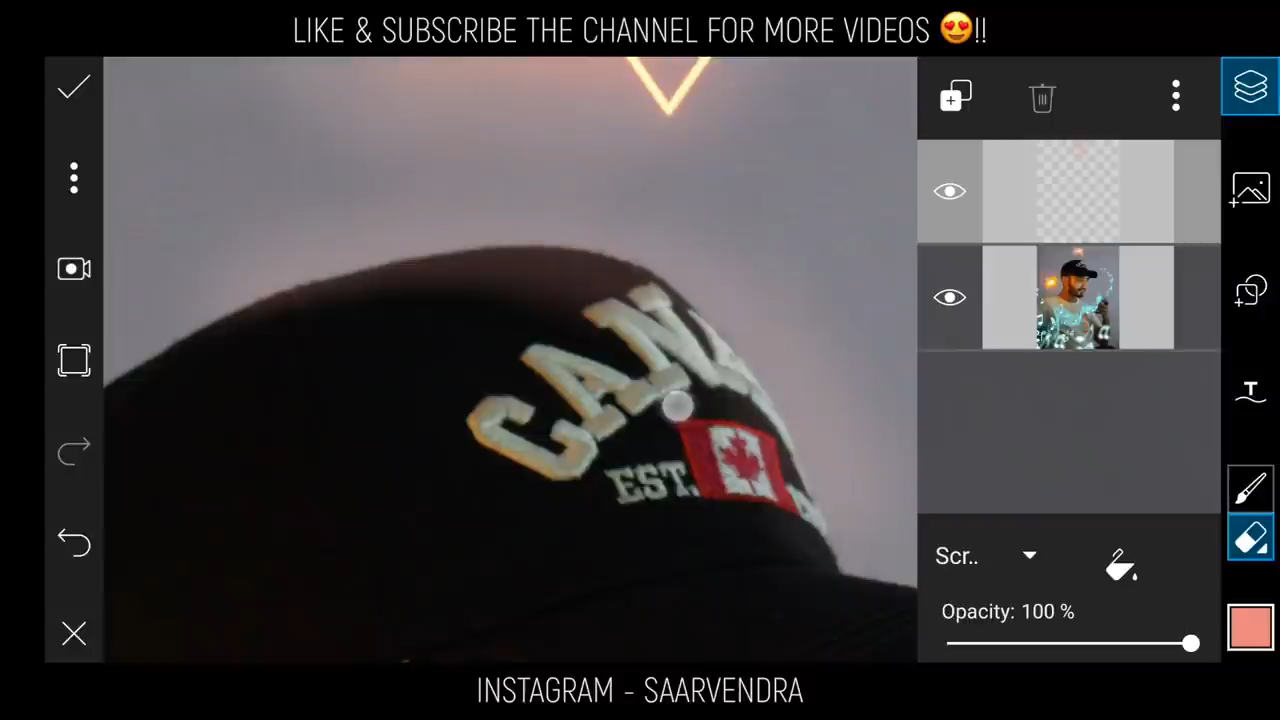 LIKE & SUBSCRIBE THE CHANNEL FOR MORE VIDEOS 😍!!
CANA
EST.
Scr..
Opacity: 100 %
INSTAGRAM - SAARVENDRA